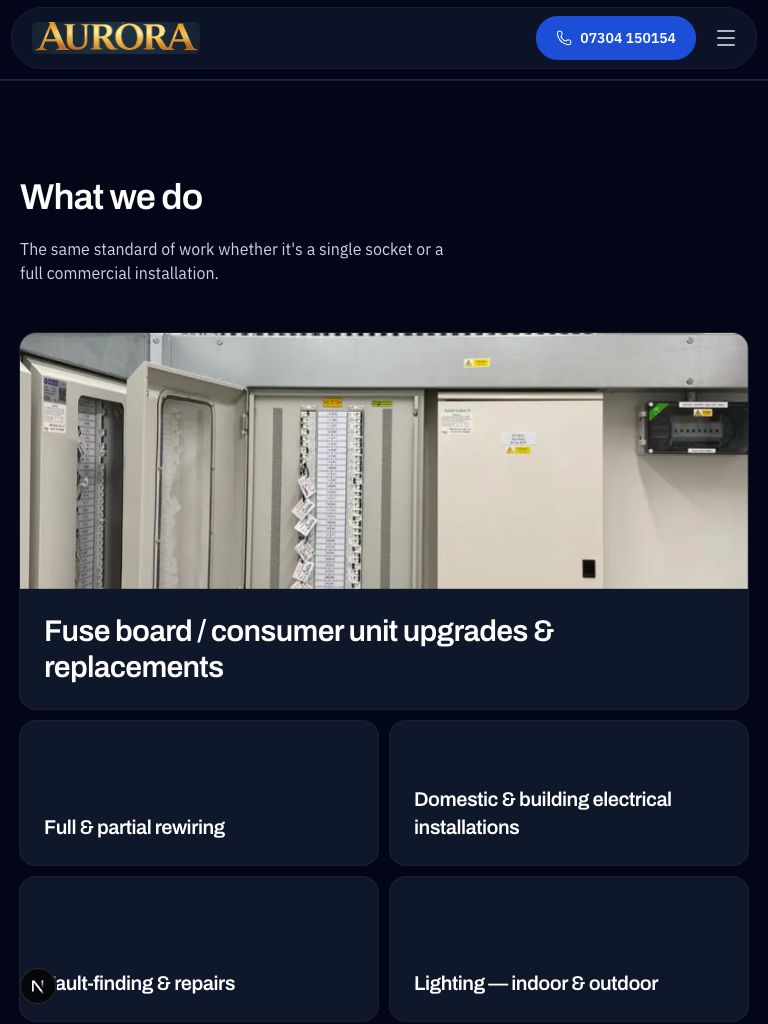 AURORA
07304 150154
What we do
The same standard of work whether it's a single socket or a
full commercial installation.
Fuse board / consumer unit upgrades &
replacements
Full & partial rewiring
Domestic & building electrical
installations
N
ault-finding & repairs
Lighting — indoor & outdoor